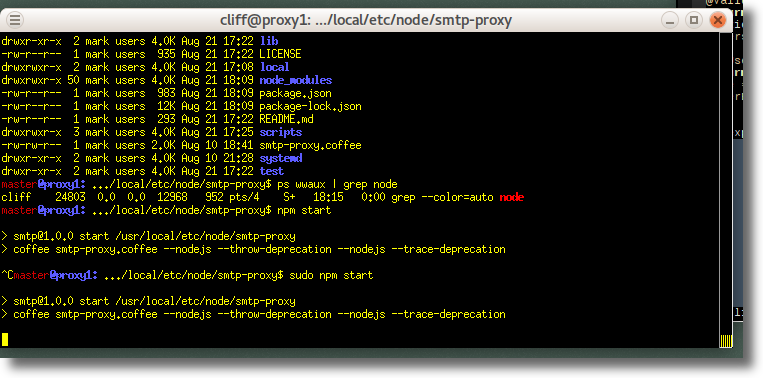 cliff@proxy1: .../local/etc/node/smtp-proxy
drwxr-xr-x 2 mark users 4.0K Aug 21 17:22 lib
-rw-r--r-- 1 mark users 935 Aug 21 17:22 LICENSE
drwxrwxr-x 2 mark users 4.0K Aug 21 17:08 local
drwxrwxr-x 50 mark users 4.0K Aug 21 18:09 node_modules
-rw-r--r-- 1 mark users 983 Aug 21 18:09 package.json
-rw-r--r-- 1 mark users 12K Aug 21 18:09 package-lock.json
-rw-r--r-- 1 mark users 293 Aug 21 17:22 README.md
drwxrwxr-x 3 mark users 4.0K Aug 21 17:25 scripts
-rw-rw-r-- 1 mark users 2.0K Aug 10 18:41 smtp-proxy.coffee
drwxr-xr-x 2 mark users 4.0K Aug 10 21:28 systemd
drwxrwxr-x 2 mark users 4.0K Aug 21 17:22 test
master@proxy1: .../local/etc/node/smtp-proxy$ ps wwaux | grep node
cliff 24803 0.0 0.0 12968 952 pts/4 S+ 18:15 0:00 grep --color=auto node
master@proxy1: .../local/etc/node/smtp-proxy$ npm start
> smtp@1.0.0 start /usr/local/etc/node/smtp-proxy
> coffee smtp-proxy.coffee --nodejs --throw-deprecation --nodejs --trace-deprecation
^Cmaster@proxy1: .../local/etc/node/smtp-proxy$ sudo npm start
> smtp@1.0.0 start /usr/local/etc/node/smtp-proxy
> coffee smtp-proxy.coffee --nodejs --throw-deprecation --nodejs --trace-deprecation